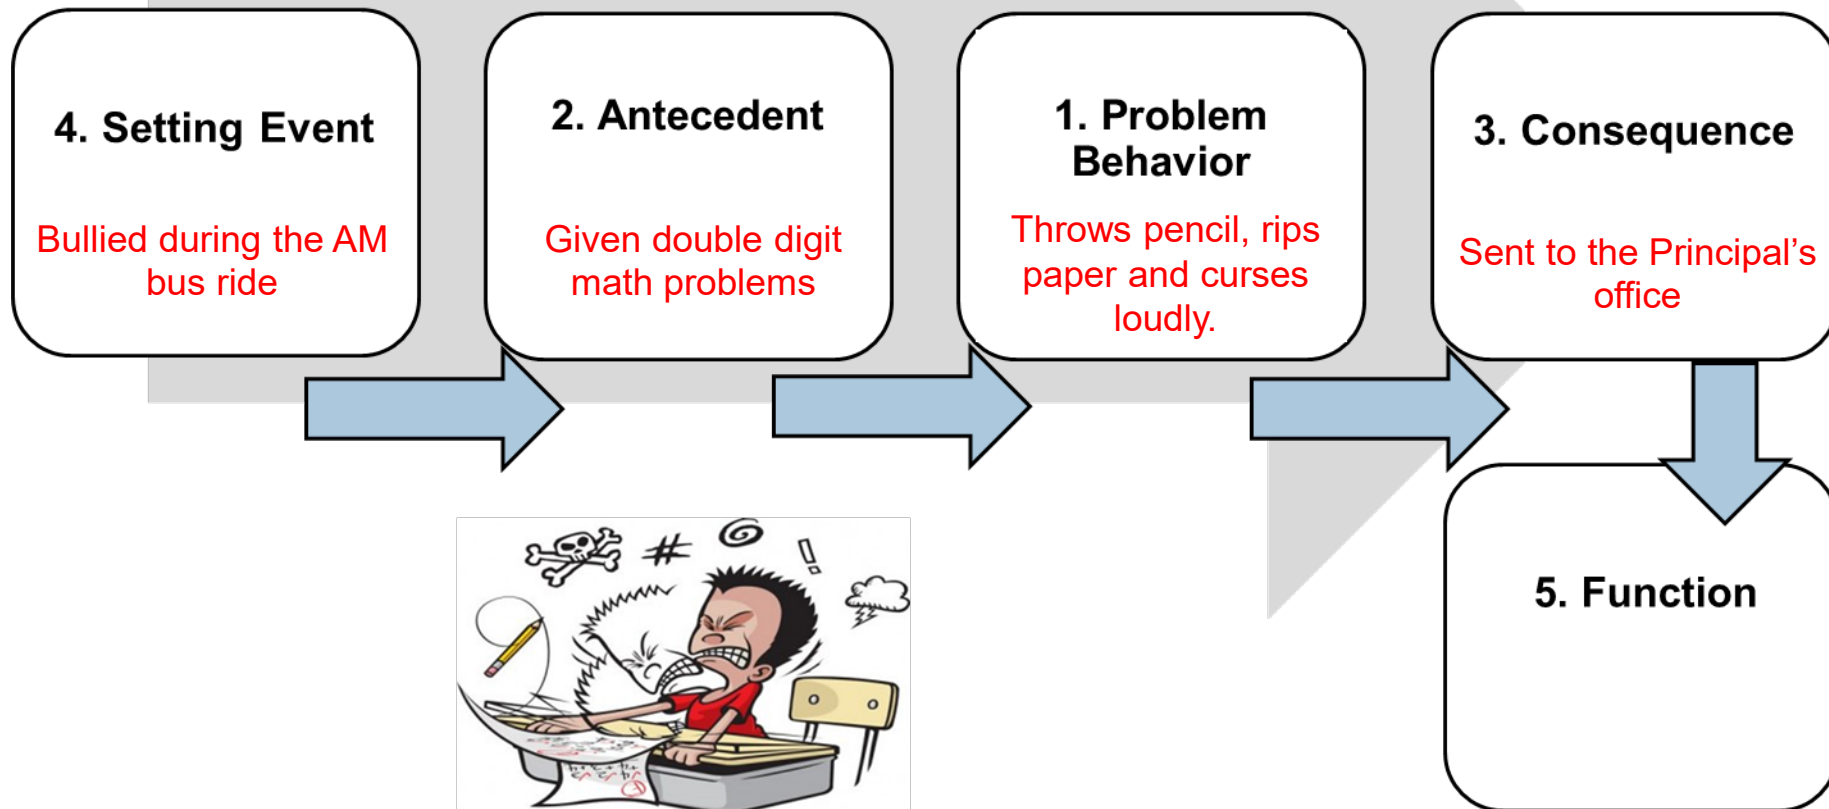 4. Setting Event
Bullied during the AM
bus ride
2. Antecedent
Given double digit
math problems
1. Problem
Behavior
Throws pencil, rips
paper and curses
loudly.
3. Consequence
Sent to the Principal’s
office
5. Function
#
!